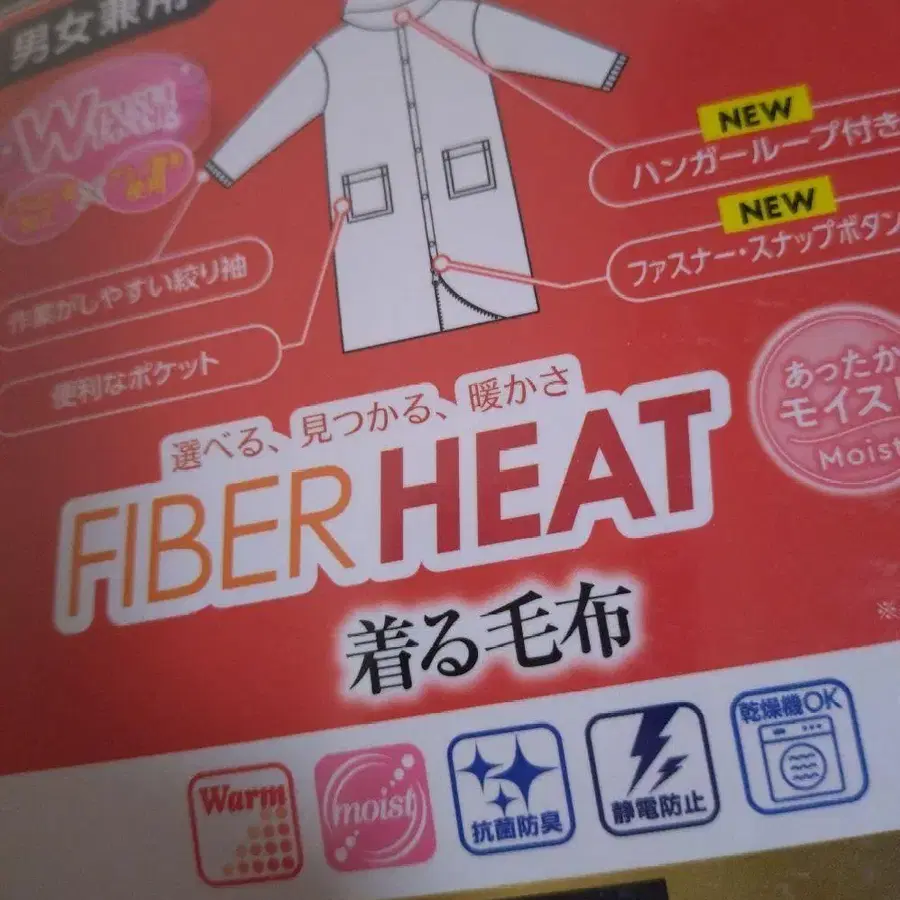 男女兼用
NEW
ハンガーループ付き
NEW
ファスナー・スナップボタン
作業がしやすい絞り袖
便利なポケット
あったか
モイスト
Moist
選べる、見つかる、暖かさ
FIBER HEAT
着る毛布
Warm
moist
抗菌防臭
静電防止
乾燥機OK